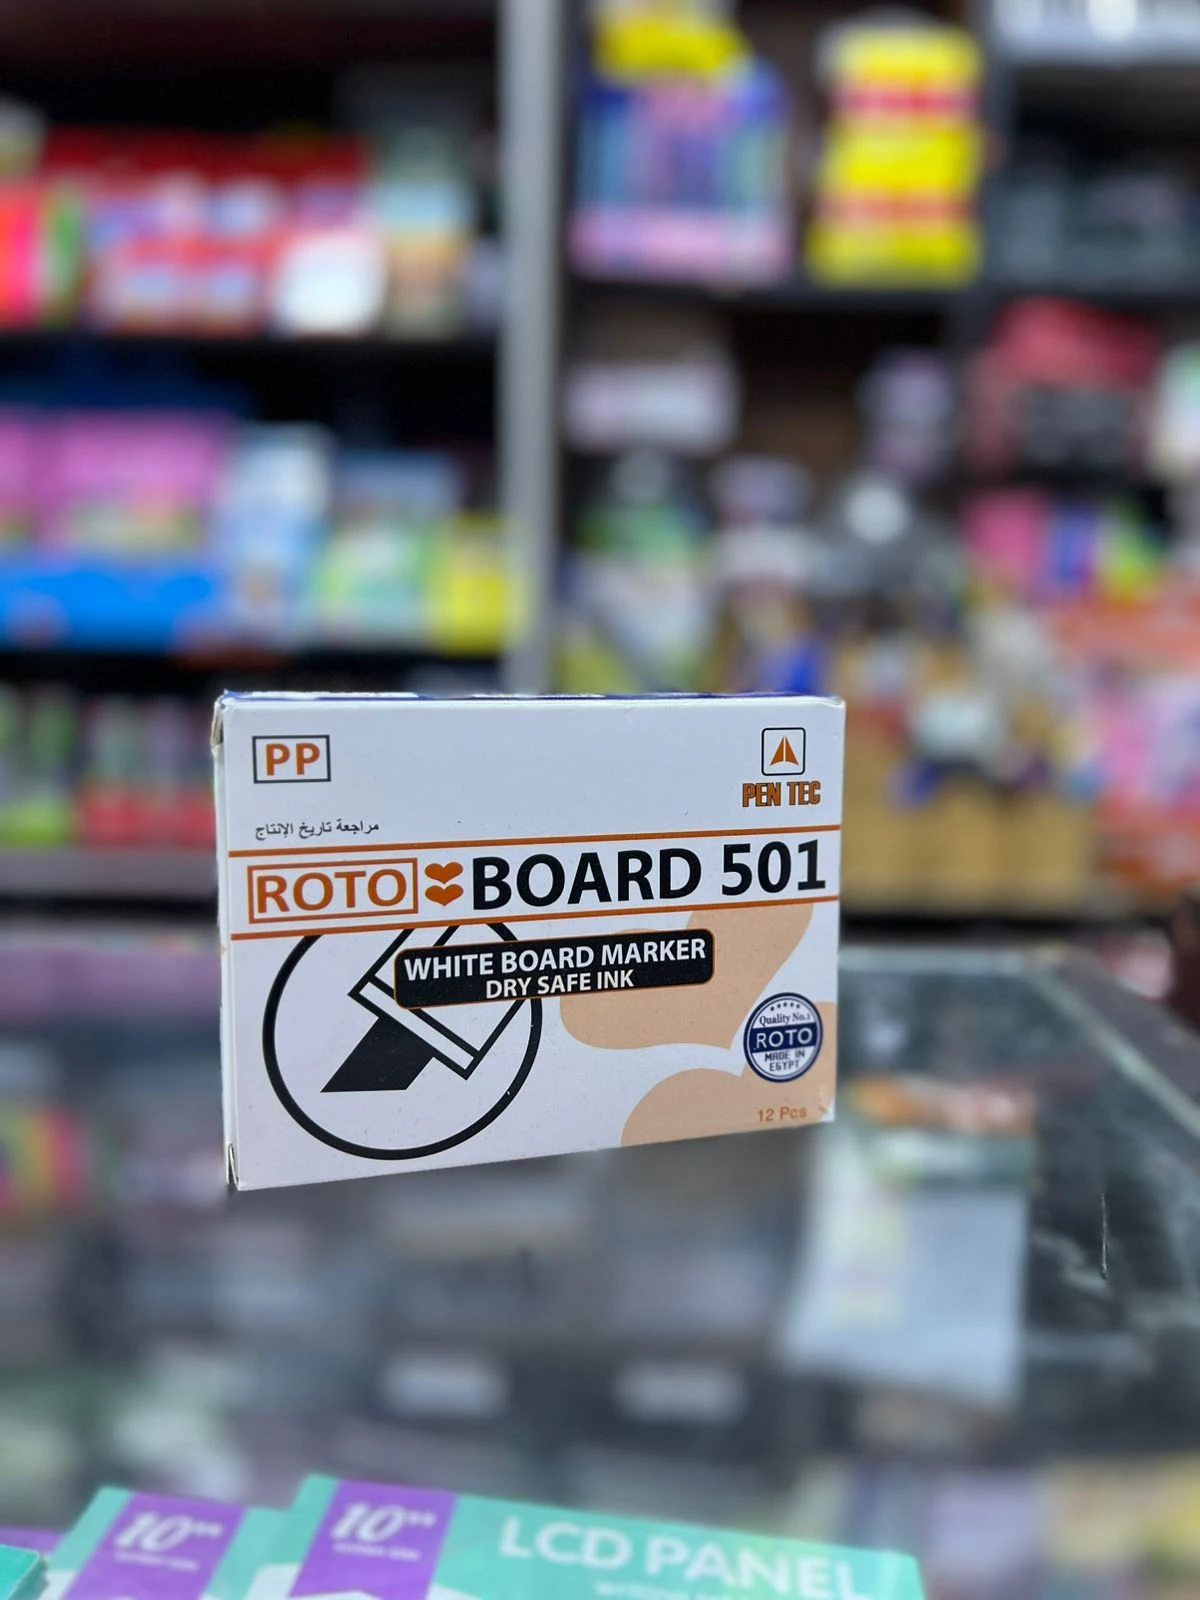 PP
PEN TEC
مراجعة تاريخ الإنتاج
ROTO BOARD 501
WHITE BOARD MARKER
DRY SAFE INK
Quality No.1
ROTO
MADE IN
EGYPT
12 Pcs
10
10
LCD PANEL